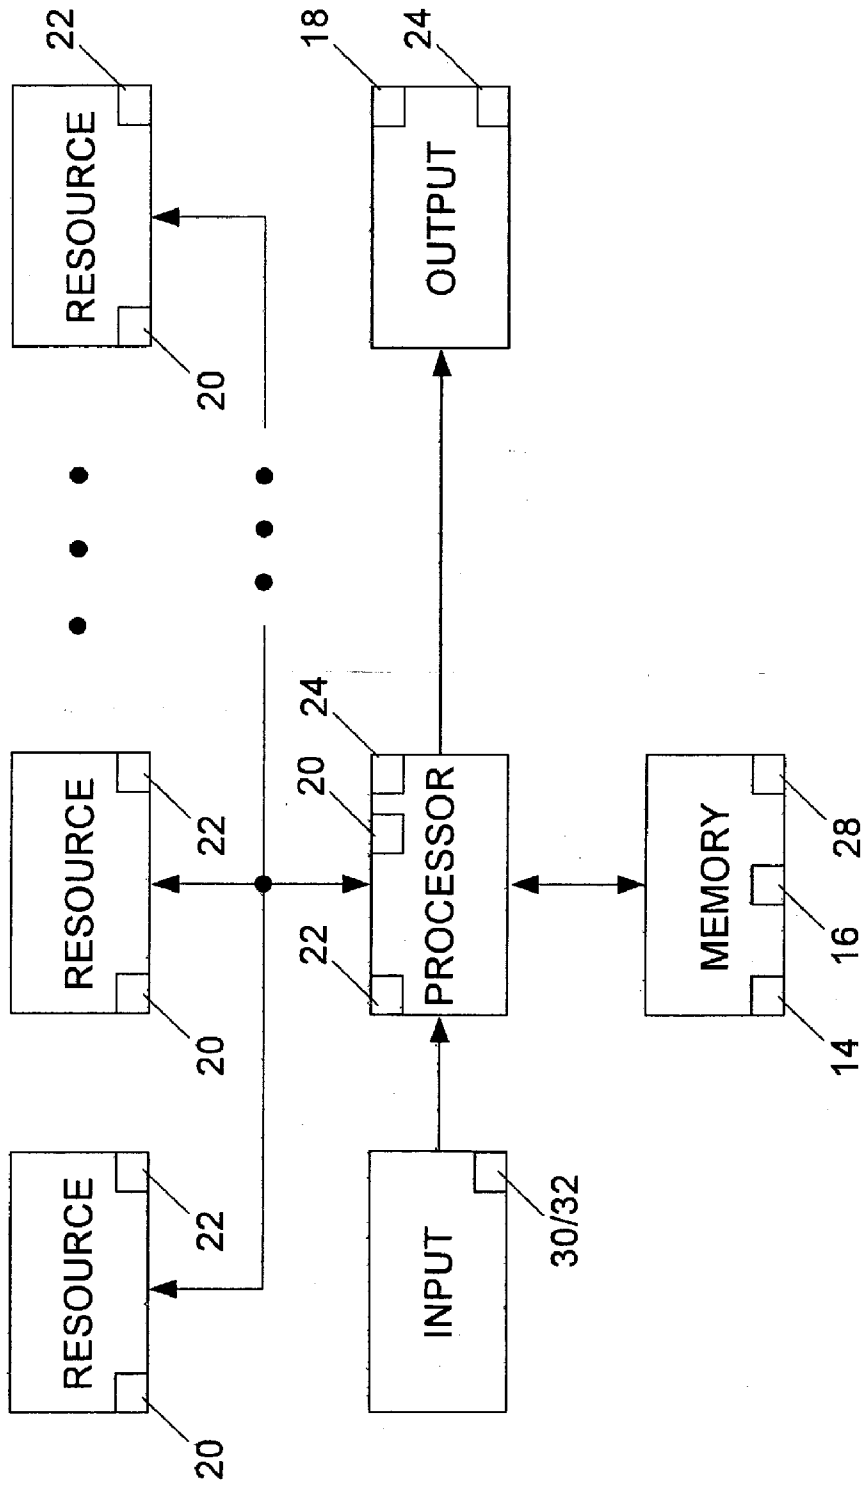 RESOURCE
20
22
RESOURCE
20
22
RESOURCE
20
22
INPUT
30/32
PROCESSOR
22
20
24
OUTPUT
18
24
MEMORY
14
16
28